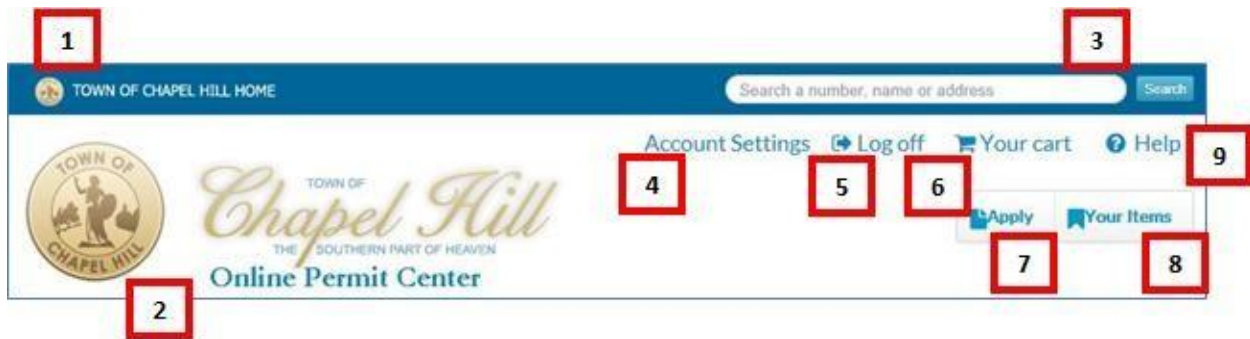 1
3
TOWN OF CHAPEL HILL HOME
Search a number, name or address
Search
Account Settings
Log off
Your cart
Help
4
5
6
9
TOWN OF
CHAPEL HILL
TOWN OF
Chapel Hill
THE SOUTHERN PART OF HEAVEN
Online Permit Center
Apply
Your Items
7
8
2